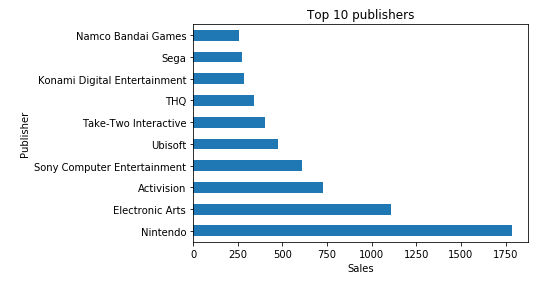 Top 10 publishers
Publisher
Namco Bandai Games
Sega
Konami Digital Entertainment
THQ
Take-Two Interactive
Ubisoft
Sony Computer Entertainment
Activision
Electronic Arts
Nintendo
0 250 500 750 1000 1250 1500 1750
Sales